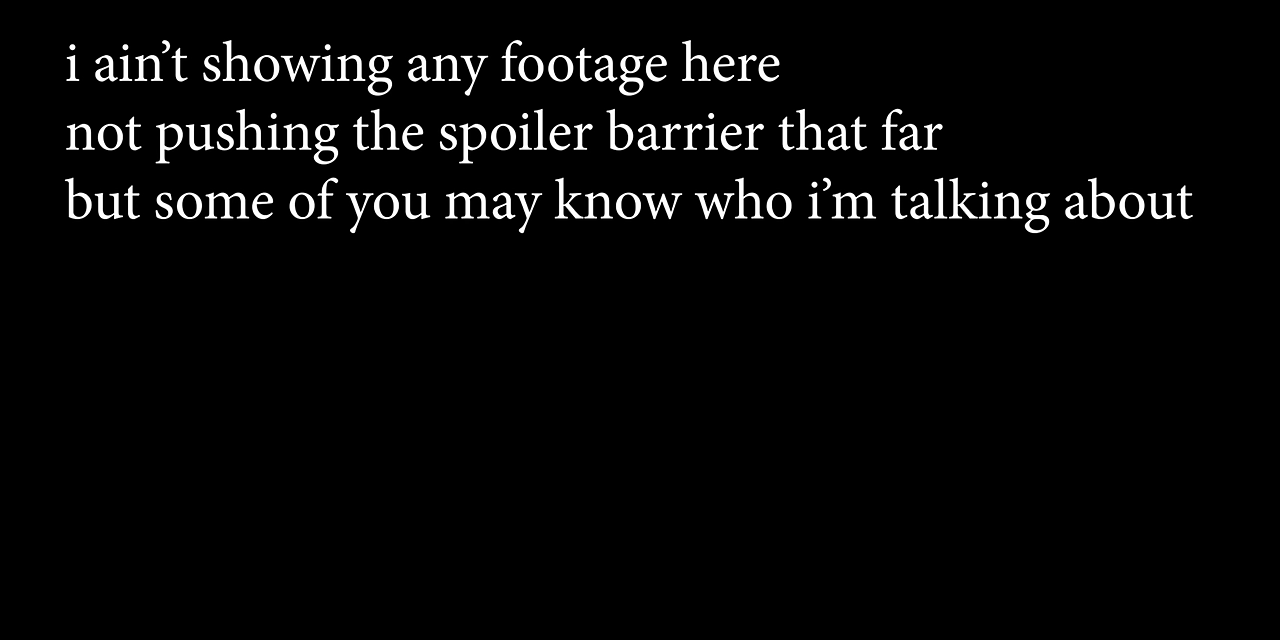 i ain’t showing any footage here
not pushing the spoiler barrier that far
but some of you may know who i’m talking about